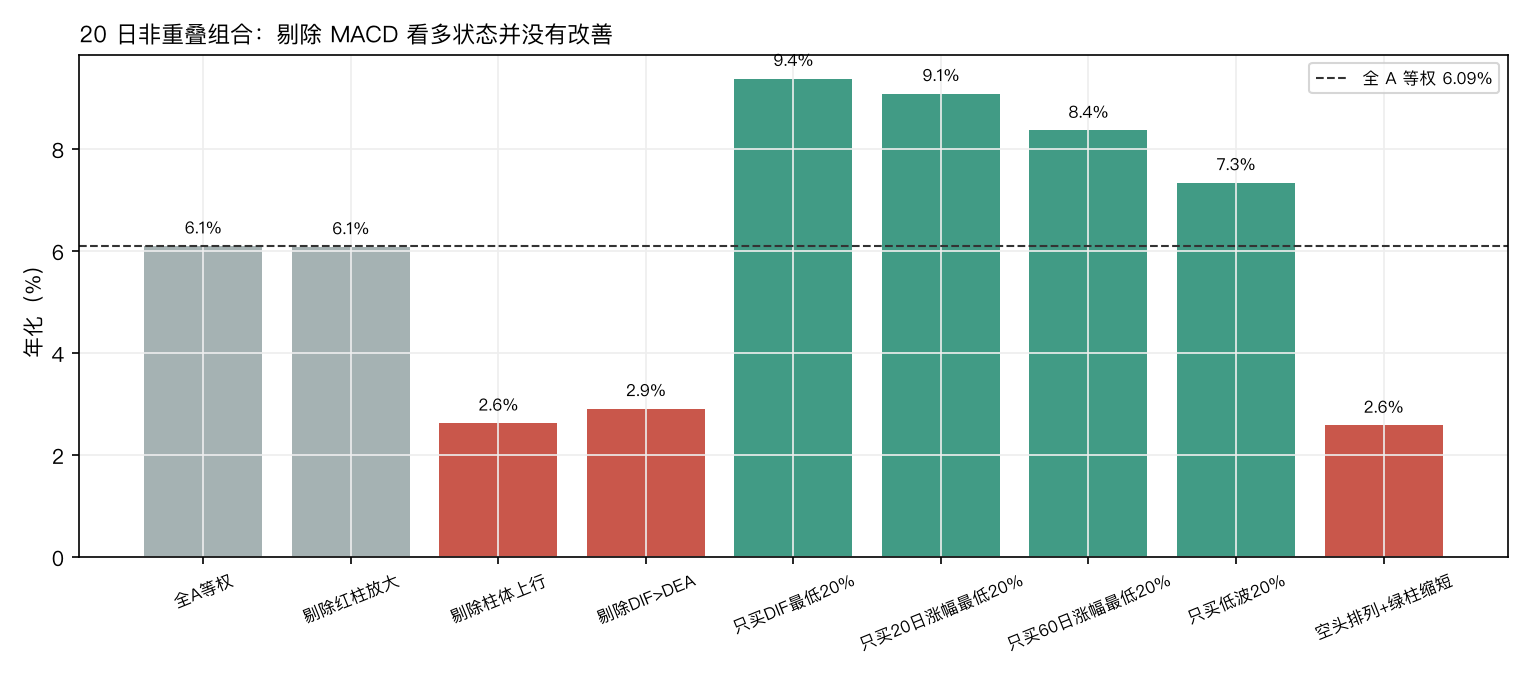 20 日非重叠组合：剔除 MACD 看多状态并没有改善
全 A 等权 6.09%
年化（%）
8
6
4
2
0
6.1%
6.1%
2.6%
2.9%
9.4%
9.1%
8.4%
7.3%
2.6%
全A等权
剔除红柱放大
剔除柱体上行
剔除DIF>DEA
只买DIF最低20%
只买20日涨幅最低20%
只买60日涨幅最低20%
只买低波20%
空头排列+绿柱缩短